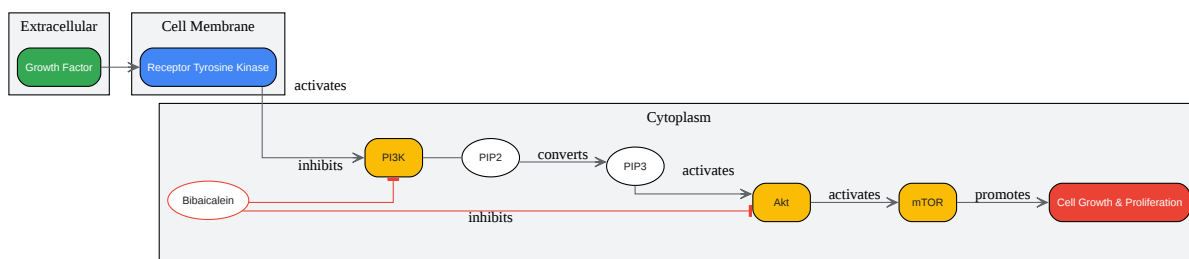 Extracellular
Cell Membrane
Growth Factor
Receptor Tyrosine Kinase
activates
Cytoplasm
inhibits
PI3K
PIP2
converts
PIP3
activates
Bibaicalein
inhibits
Akt
activates
mTOR
promotes
Cell Growth & Proliferation